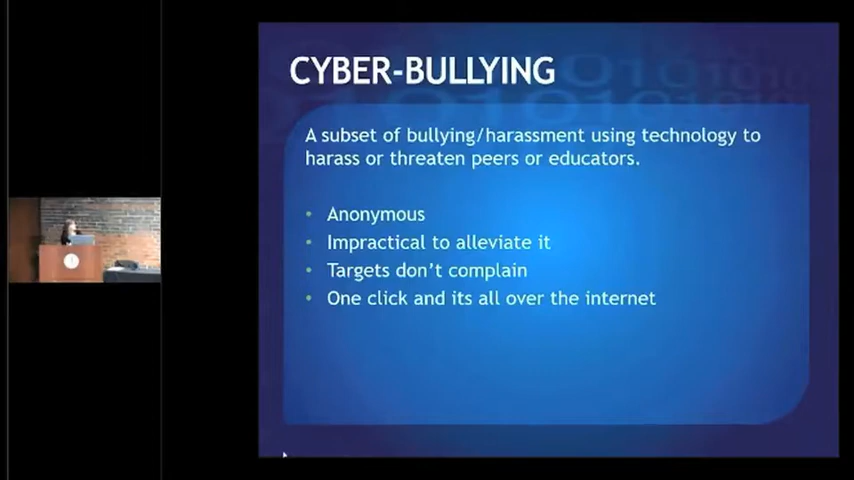 CYBER-BULLYING
A subset of bullying/harassment using technology to
harass or threaten peers or educators.
• Anonymous
• Impractical to alleviate it
• Targets don't complain
• One click and its all over the internet